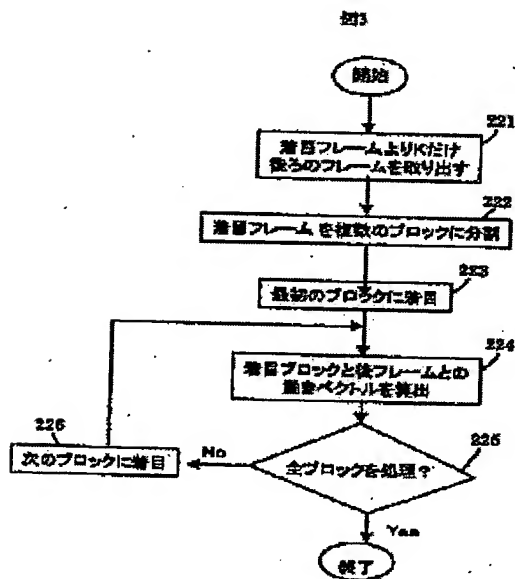 図3
開始
221
着目フレームよりKだけ
後ろのフレームを取り出す
222
着目フレームを複数のブロックに分割
223
最初のブロックに着目
224
着目ブロックと後フレームとの
動きベクトルを算出
226
次のブロックに着目
No
225
全ブロックを処理?
Yes
終了